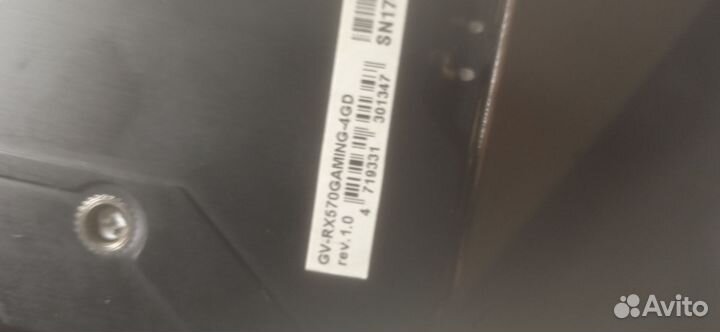 GV-RX570GAMING-4GD
rev.1.0
4 719331 301347
SN17
Avito